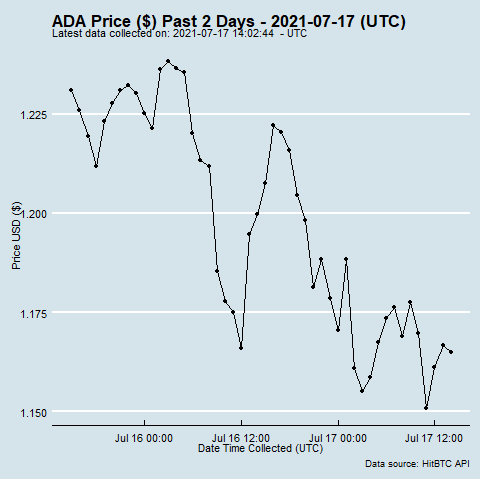 ADA Price ($) Past 2 Days - 2021-07-17 (UTC)
Latest data collected on: 2021-07-17 14:02:44 - UTC
1.225
1.200
1.175
1.150
Price USD ($)
Jul 16 00:00 Jul 16 12:00 Jul 17 00:00 Jul 17 12:00
Date Time Collected (UTC)
Data source: HitBTC API